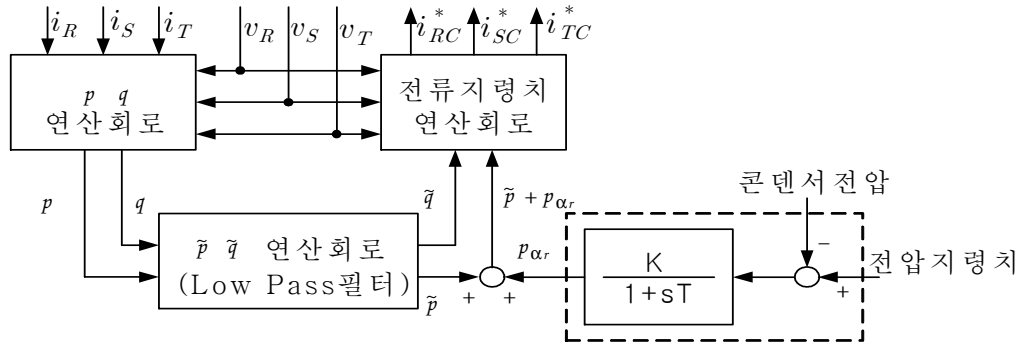 i_R i_S i_T v_R v_S v_T i*_RC i*_SC i*_TC
p q
연산회로
전류지령치
연산회로
p q q̃ p̃ + p_αr
콘덴서전압
p̃ q̃ 연산회로
(Low Pass필터)
p̃
+ +
p_αr
K
1+sT
−
+
전압지령치